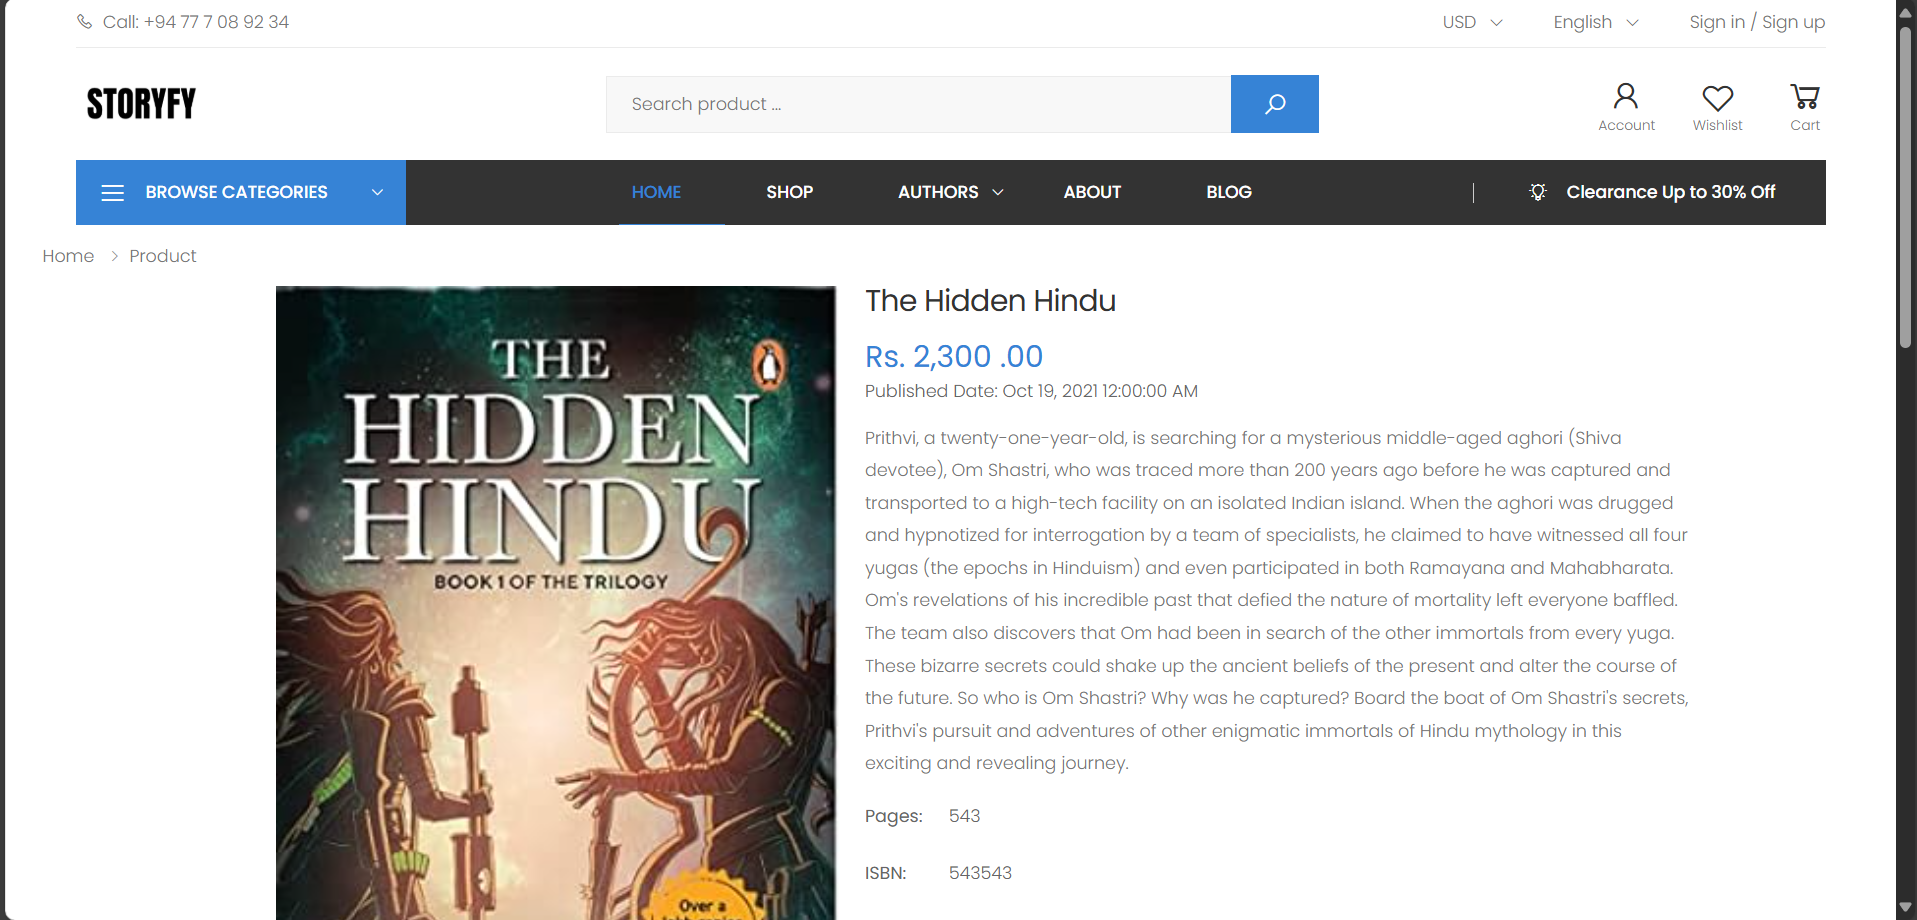 Call: +94 77 7 08 92 34
USD
English
Sign in / Sign up
STORYFY
Search product ...
Account
Wishlist
Cart
BROWSE CATEGORIES
HOME
SHOP
AUTHORS
ABOUT
BLOG
Clearance Up to 30% Off
Home
Product
THE
HIDDEN
HINDU
BOOK 1 OF THE TRILOGY
Over a
The Hidden Hindu
Rs. 2,300 .00
Published Date: Oct 19, 2021 12:00:00 AM
Prithvi, a twenty-one-year-old, is searching for a mysterious middle-aged aghori (Shiva
devotee), Om Shastri, who was traced more than 200 years ago before he was captured and
transported to a high-tech facility on an isolated Indian island. When the aghori was drugged
and hypnotized for interrogation by a team of specialists, he claimed to have witnessed all four
yugas (the epochs in Hinduism) and even participated in both Ramayana and Mahabharata.
Om's revelations of his incredible past that defied the nature of mortality left everyone baffled.
The team also discovers that Om had been in search of the other immortals from every yuga.
These bizarre secrets could shake up the ancient beliefs of the present and alter the course of
the future. So who is Om Shastri? Why was he captured? Board the boat of Om Shastri's secrets,
Prithvi's pursuit and adventures of other enigmatic immortals of Hindu mythology in this
exciting and revealing journey.
Pages: 543
ISBN: 543543